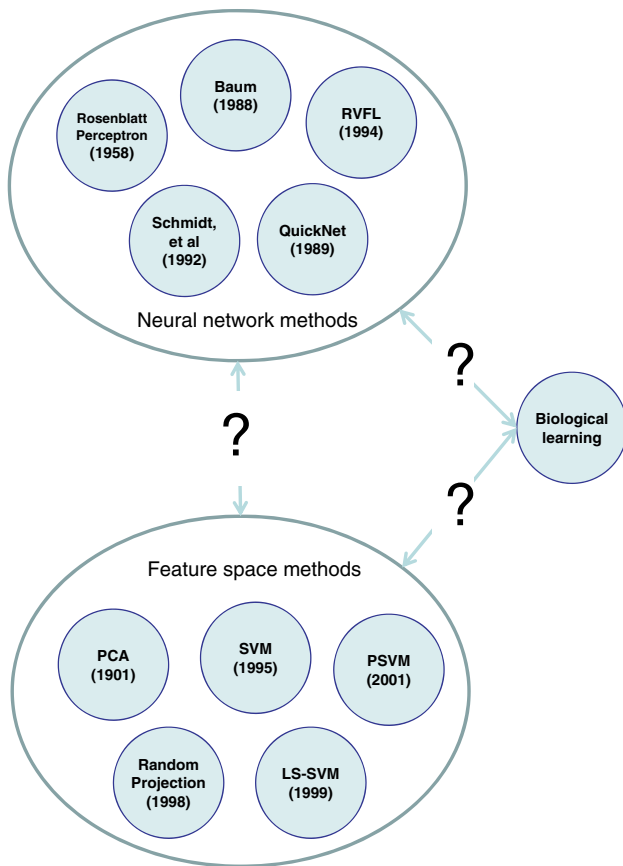 Baum
(1988)
Rosenblatt
Perceptron
(1958)
RVFL
(1994)
Schmidt,
et al
(1992)
QuickNet
(1989)
Neural network methods
?
?
Biological
learning
?
Feature space methods
PCA
(1901)
SVM
(1995)
PSVM
(2001)
Random
Projection
(1998)
LS-SVM
(1999)